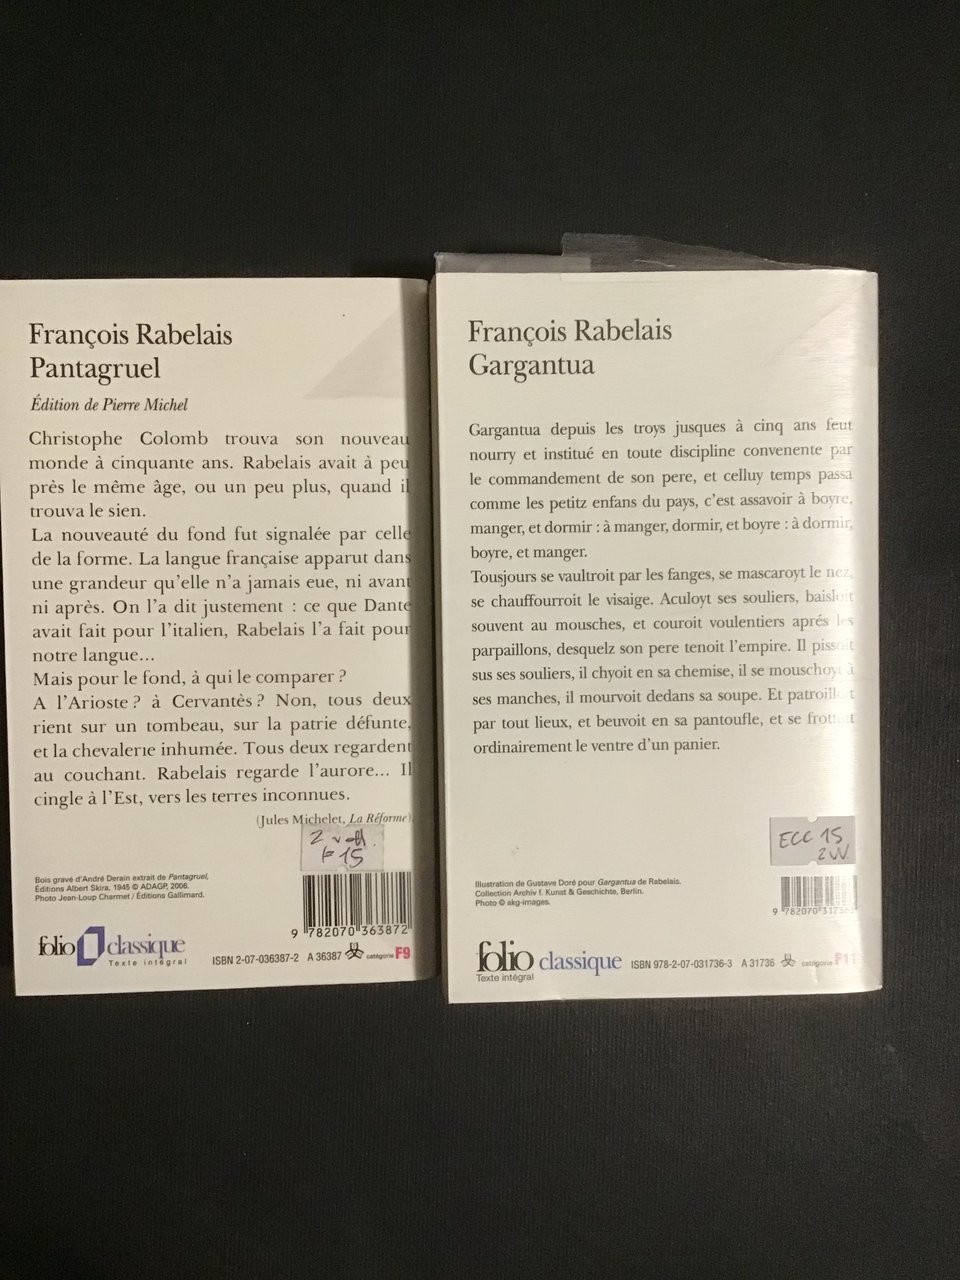 François Rabelais
Pantagruel
Édition de Pierre Michel
Christophe Colomb trouva son nouveau
monde à cinquante ans. Rabelais avait à peu
près le même âge, ou un peu plus, quand il
trouva le sien.
La nouveauté du fond fut signalée par celle
de la forme. La langue française apparut dans
une grandeur qu'elle n'a jamais eue, ni avant
ni après. On l'a dit justement : ce que Dante
avait fait pour l'italien, Rabelais l'a fait pour
notre langue...
Mais pour le fond, à qui le comparer ?
A l'Arioste ? à Cervantès ? Non, tous deux
rient sur un tombeau, sur la patrie défunte,
et la chevalerie inhumée. Tous deux regardent
au couchant. Rabelais regarde l'aurore... Il
cingle à l'Est, vers les terres inconnues.
(Jules Michelet, La Réforme).
2
15
Bois gravé d'André Derain extrait de Pantagruel,
Éditions Albert Skira, 1945 © ADAGP, 2006.
Photo Jean-Loup Charmet / Éditions Gallimard.
9 782070 363872
folio classique
Texte intégral
ISBN 2-07-036387-2 A 36387 catégorie F9
François Rabelais
Gargantua
Gargantua depuis les troys jusques à cinq ans feut
nourry et institué en toute discipline convenente par
le commandement de son pere, et celluy temps passa
comme les petitz enfans du pays, c'est assavoir à boyre,
manger, et dormir : à manger, dormir, et boyre : à dormir,
boyre, et manger.
Tousjours se vaultroit par les fanges, se mascaroyt le nez,
se chauffourroit le visaige. Aculoyt ses souliers, baisloit
souvent au mousches, et couroit voulentiers aprés les
parpaillons, desquelz son pere tenoit l'empire. Il pissoit
sus ses souliers, il chyoit en sa chemise, il se mouschoyt à
ses manches, il mourvoit dedans sa soupe. Et patroilloit
par tout lieux, et beuvoit en sa pantoufle, et se frottoit
ordinairement le ventre d'un panier.
ECC 15
2VV
Illustration de Gustave Doré pour Gargantua de Rabelais.
Collection Archiv f. Kunst & Geschichte, Berlin.
Photo © akg-images.
9 782070 317363
folio classique
Texte intégral
ISBN 978-2-07-031736-3 A 31736 catégorie F11